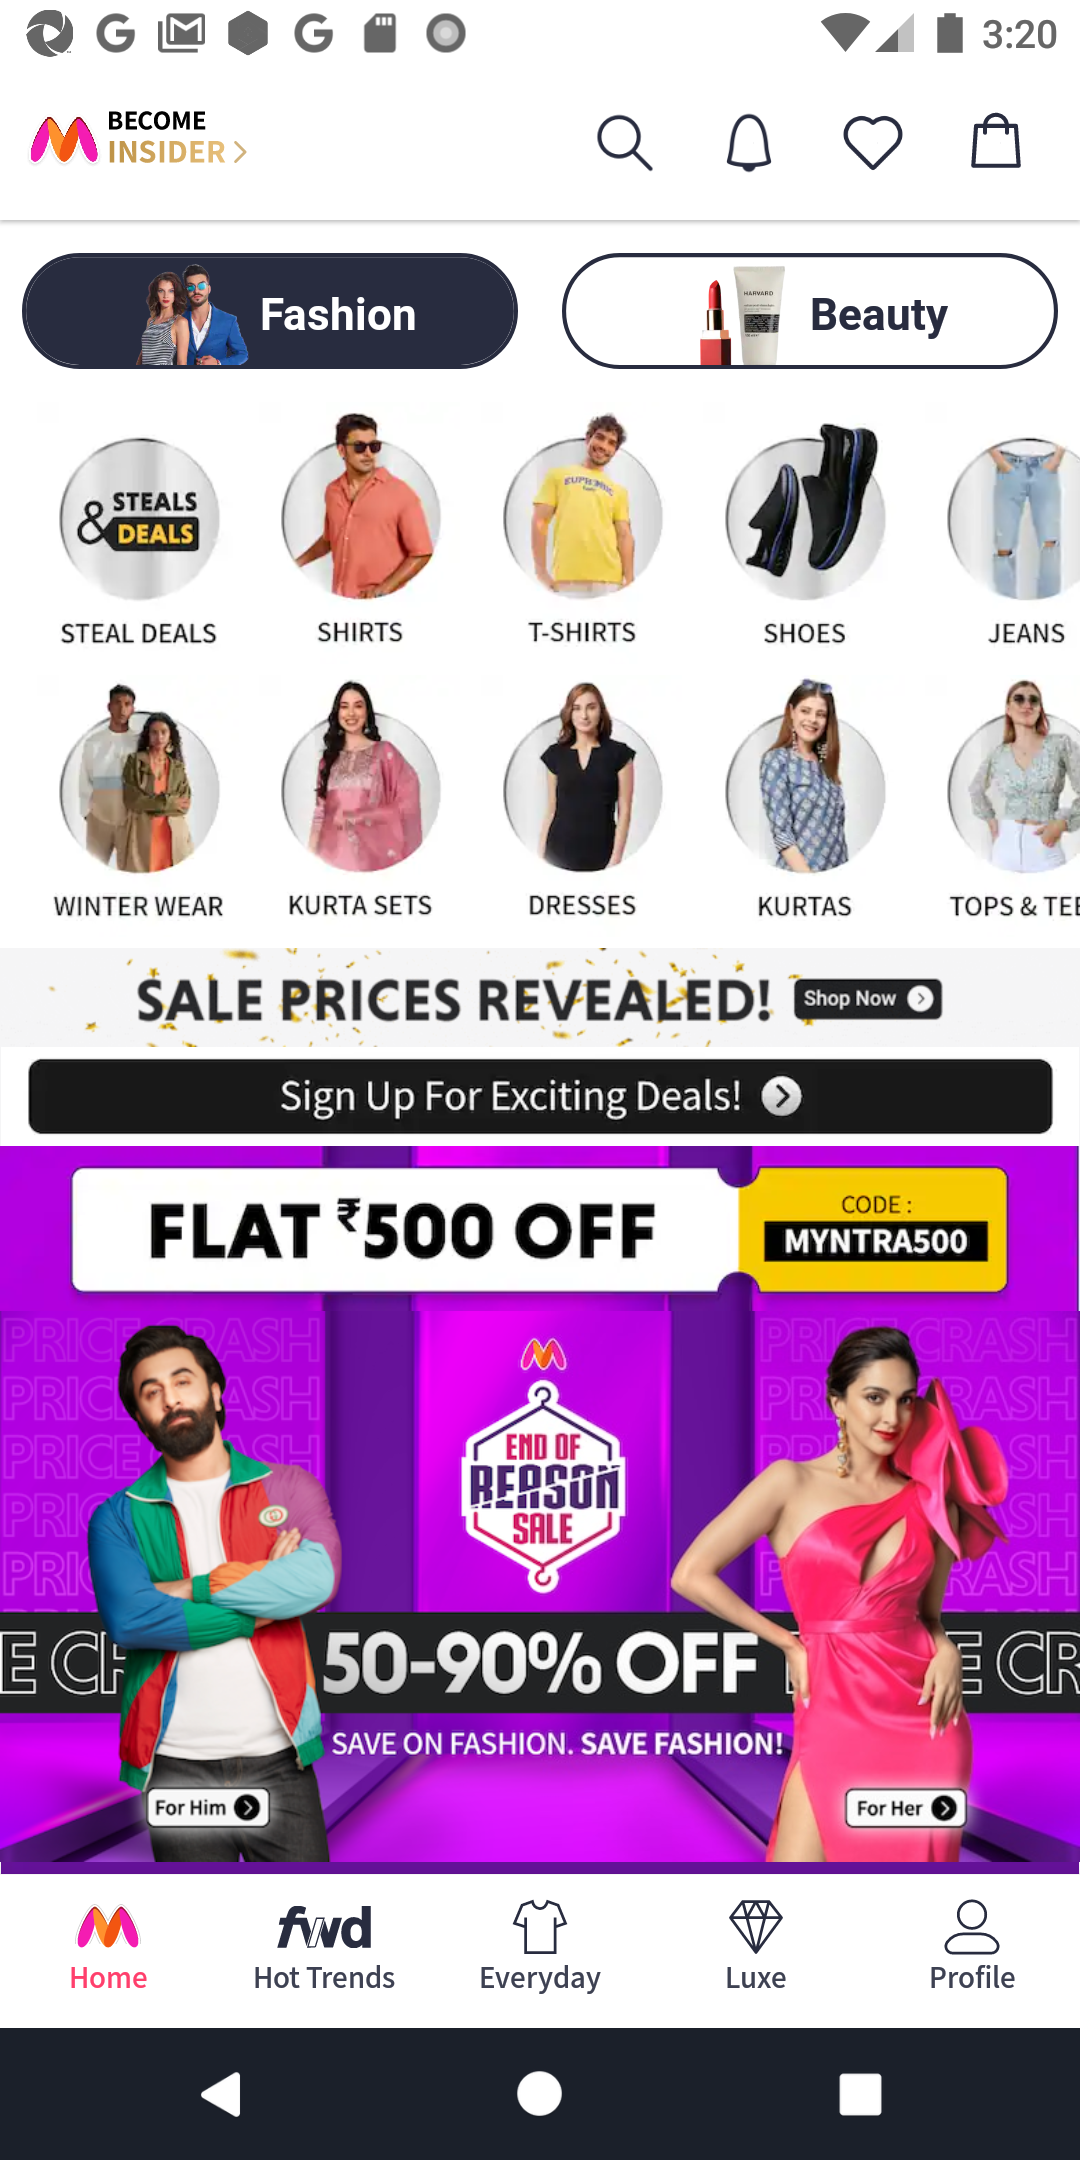 3:20
BECOME
INSIDER
Fashion
Beauty
HARVARD
& STEALS
DEALS
STEAL DEALS
SHIRTS
T-SHIRTS
SHOES
JEANS
WINTER WEAR
KURTA SETS
DRESSES
KURTAS
TOPS & TEE
SALE PRICES REVEALED!
Shop Now
Sign Up For Exciting Deals!
FLAT ₹500 OFF
CODE :
MYNTRA500
PRICE CRASH
END OF
REASON
SALE
E CR
50-90% OFF
E CR
SAVE ON FASHION. SAVE FASHION!
For Him
For Her
Home
fwd
Hot Trends
Everyday
Luxe
Profile